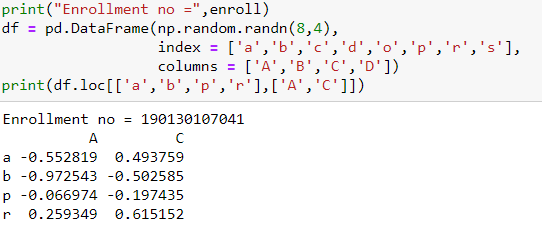 print("Enrollment no =",enroll)
df = pd.DataFrame(np.random.randn(8,4),
                  index = ['a','b','c','d','o','p','r','s'],
                  columns = ['A','B','C','D'])
print(df.loc[['a','b','p','r'],['A','C']])
Enrollment no = 190130107041
          A         C
a -0.552819  0.493759
b -0.972543 -0.502585
p -0.066974 -0.197435
r  0.259349  0.615152